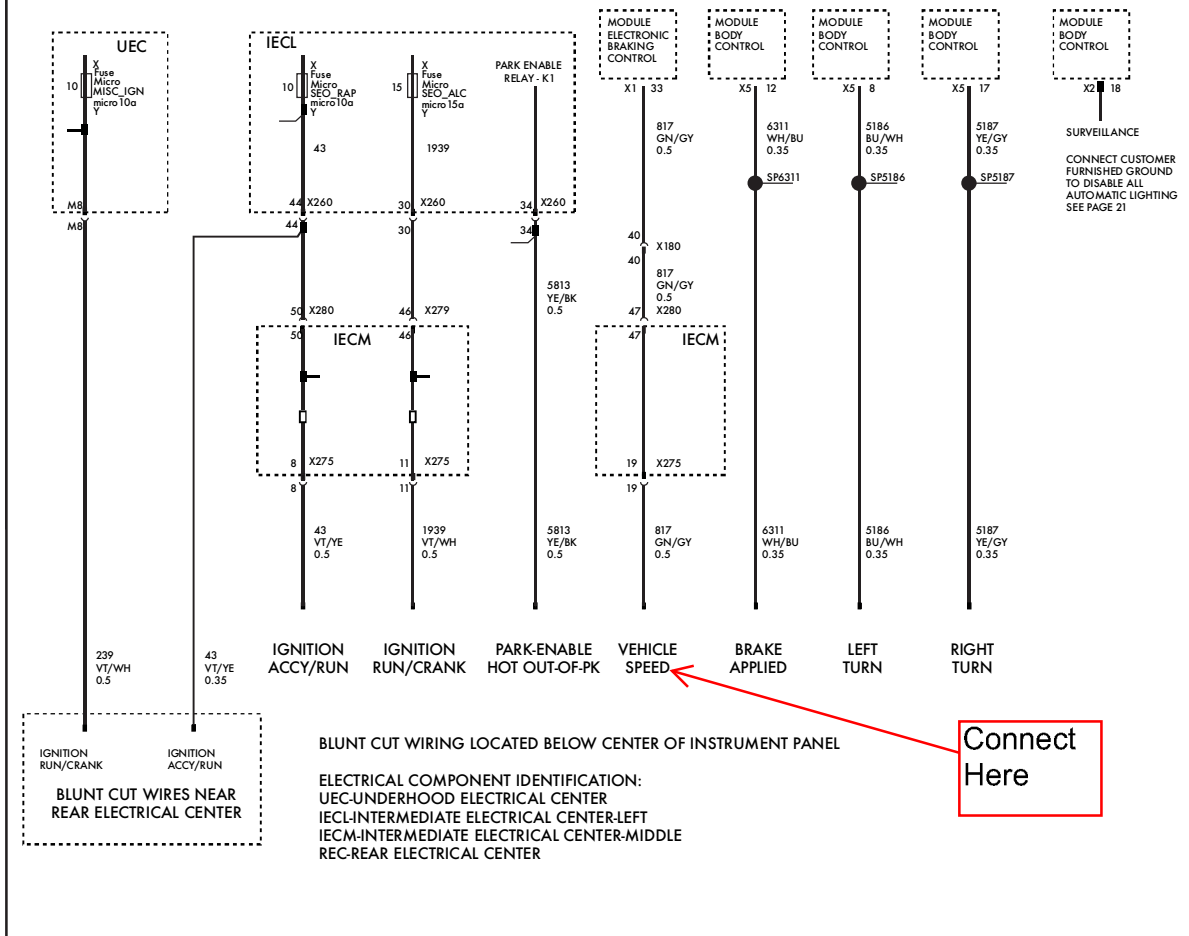 UEC
10
X
Fuse
Micro
MISC_IGN
micro10a
Y
M8
M8
IECL
10
X
Fuse
Micro
SEO_RAP
micro10a
Y
43
44 X260
44
15
X
Fuse
Micro
SEO_ALC
micro15a
Y
1939
30 X260
30
PARK ENABLE
RELAY - K1
34 X260
34
MODULE
ELECTRONIC
BRAKING
CONTROL
X1 33
817
GN/GY
0.5
40
X180
40
817
GN/GY
0.5
47 X280
MODULE
BODY
CONTROL
X5 12
6311
WH/BU
0.35
SP6311
MODULE
BODY
CONTROL
X5 8
5186
BU/WH
0.35
SP5186
MODULE
BODY
CONTROL
X5 17
5187
YE/GY
0.35
SP5187
MODULE
BODY
CONTROL
X2 18
SURVEILLANCE
CONNECT CUSTOMER
FURNISHED GROUND
TO DISABLE ALL
AUTOMATIC LIGHTING
SEE PAGE 21
5813
YE/BK
0.5
50 X280
50
46 X279
46
IECM
8 X275
8
11 X275
11
47
IECM
19 X275
19
43
VT/YE
0.5
1939
VT/WH
0.5
5813
YE/BK
0.5
817
GN/GY
0.5
6311
WH/BU
0.35
5186
BU/WH
0.35
5187
YE/GY
0.35
IGNITION
ACCY/RUN
IGNITION
RUN/CRANK
PARK-ENABLE
HOT OUT-OF-PK
VEHICLE
SPEED
BRAKE
APPLIED
LEFT
TURN
RIGHT
TURN
239
VT/WH
0.5
43
VT/YE
0.35
IGNITION
RUN/CRANK
IGNITION
ACCY/RUN
BLUNT CUT WIRES NEAR
REAR ELECTRICAL CENTER
BLUNT CUT WIRING LOCATED BELOW CENTER OF INSTRUMENT PANEL
ELECTRICAL COMPONENT IDENTIFICATION:
UEC-UNDERHOOD ELECTRICAL CENTER
IECL-INTERMEDIATE ELECTRICAL CENTER-LEFT
IECM-INTERMEDIATE ELECTRICAL CENTER-MIDDLE
REC-REAR ELECTRICAL CENTER
Connect
Here